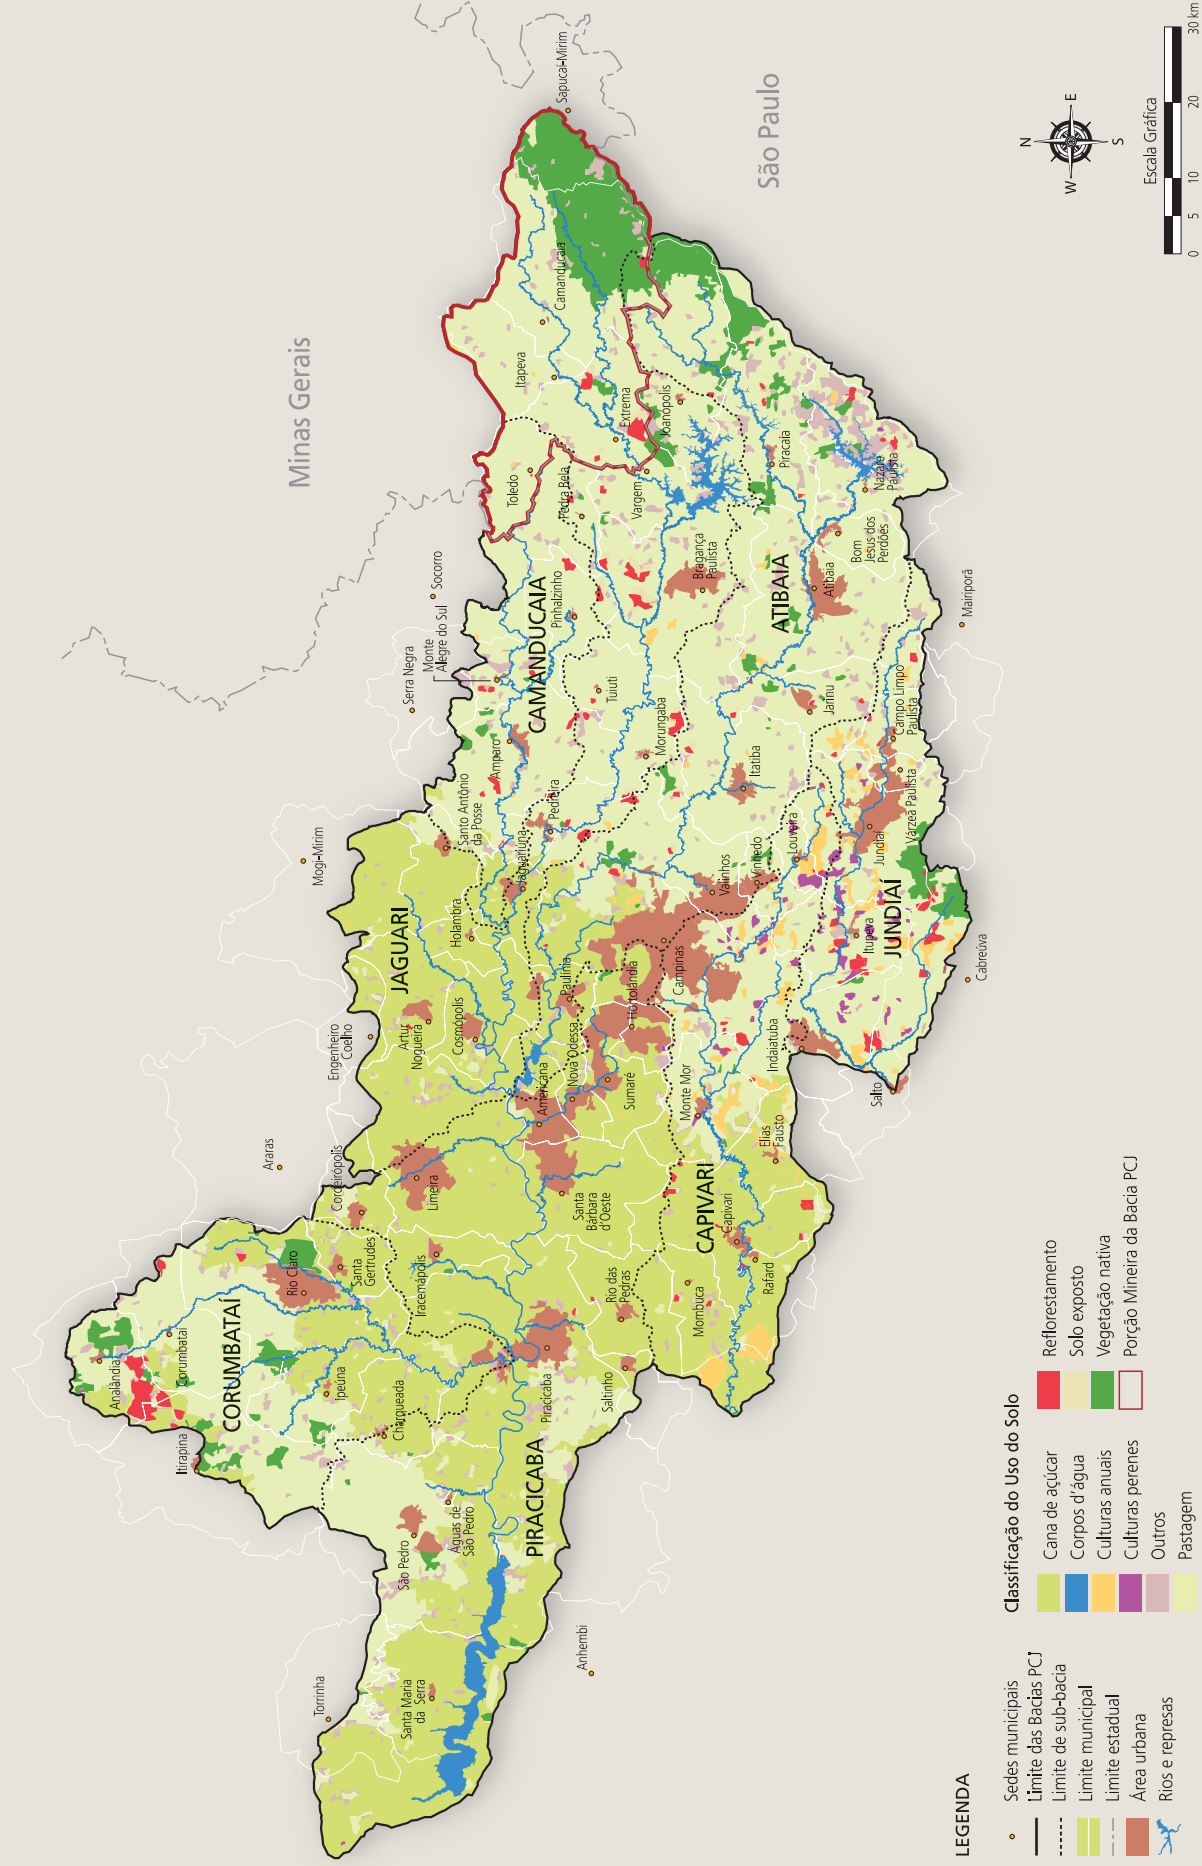 Minas Gerais
São Paulo
N
W
E
S
Escala Gráfica
0
5
10
20
30 km
Sapucaí-Mirim
Camanducaia
Itapeva
Extrema
Joanópolis
Toledo
Pedra Bela
Vargem
Piracaia
Nazaré
Paulista
Socorro
Monte
Alegre do Sul
Serra Negra
CAMANDUCAIA
Pinhalzinho
Bragança
Paulista
ATIBAIA
Atibaia
Bom
Jesus dos
Perdões
Mairiporã
Tuiuti
Amparo
Morungaba
Jarinu
Campo Limpo
Paulista
Santo Antônio
da Posse
Pedreira
Itatiba
Várzea Paulista
Mogi-Mirim
Jaguariúna
Louveira
Jundiaí
Vinhedo
Valinhos
JAGUARI
Holambra
Campinas
Itupeva
JUNDIAÍ
Cabreúva
Engenheiro
Coelho
Artur
Nogueira
Cosmópolis
Paulínia
Hortolândia
Indaiatuba
Americana
Nova Odessa
Sumaré
Monte Mor
Salto
Araras
Cordeirópolis
Limeira
Santa
Bárbara
d'Oeste
Elias
Fausto
CAPIVARI
Capivari
Rio Claro
Santa
Gertrudes
Iracemápolis
Rio das
Pedras
Mombuca
Rafard
Analândia
Corumbataí
CORUMBATAÍ
Ipeúna
Charqueada
Piracicaba
Saltinho
Itirapina
PIRACICABA
São Pedro
Águas de
São Pedro
Anhembi
Torrinha
Santa Maria
da Serra
LEGENDA
Sedes municipais
Limite das Bacias PCJ
Limite de sub-bacia
Limite municipal
Limite estadual
Área urbana
Rios e represas
Classificação do Uso do Solo
Cana de açúcar
Corpos d'água
Culturas anuais
Culturas perenes
Outros
Pastagem
Reflorestamento
Solo exposto
Vegetação nativa
Porção Mineira da Bacia PCJ